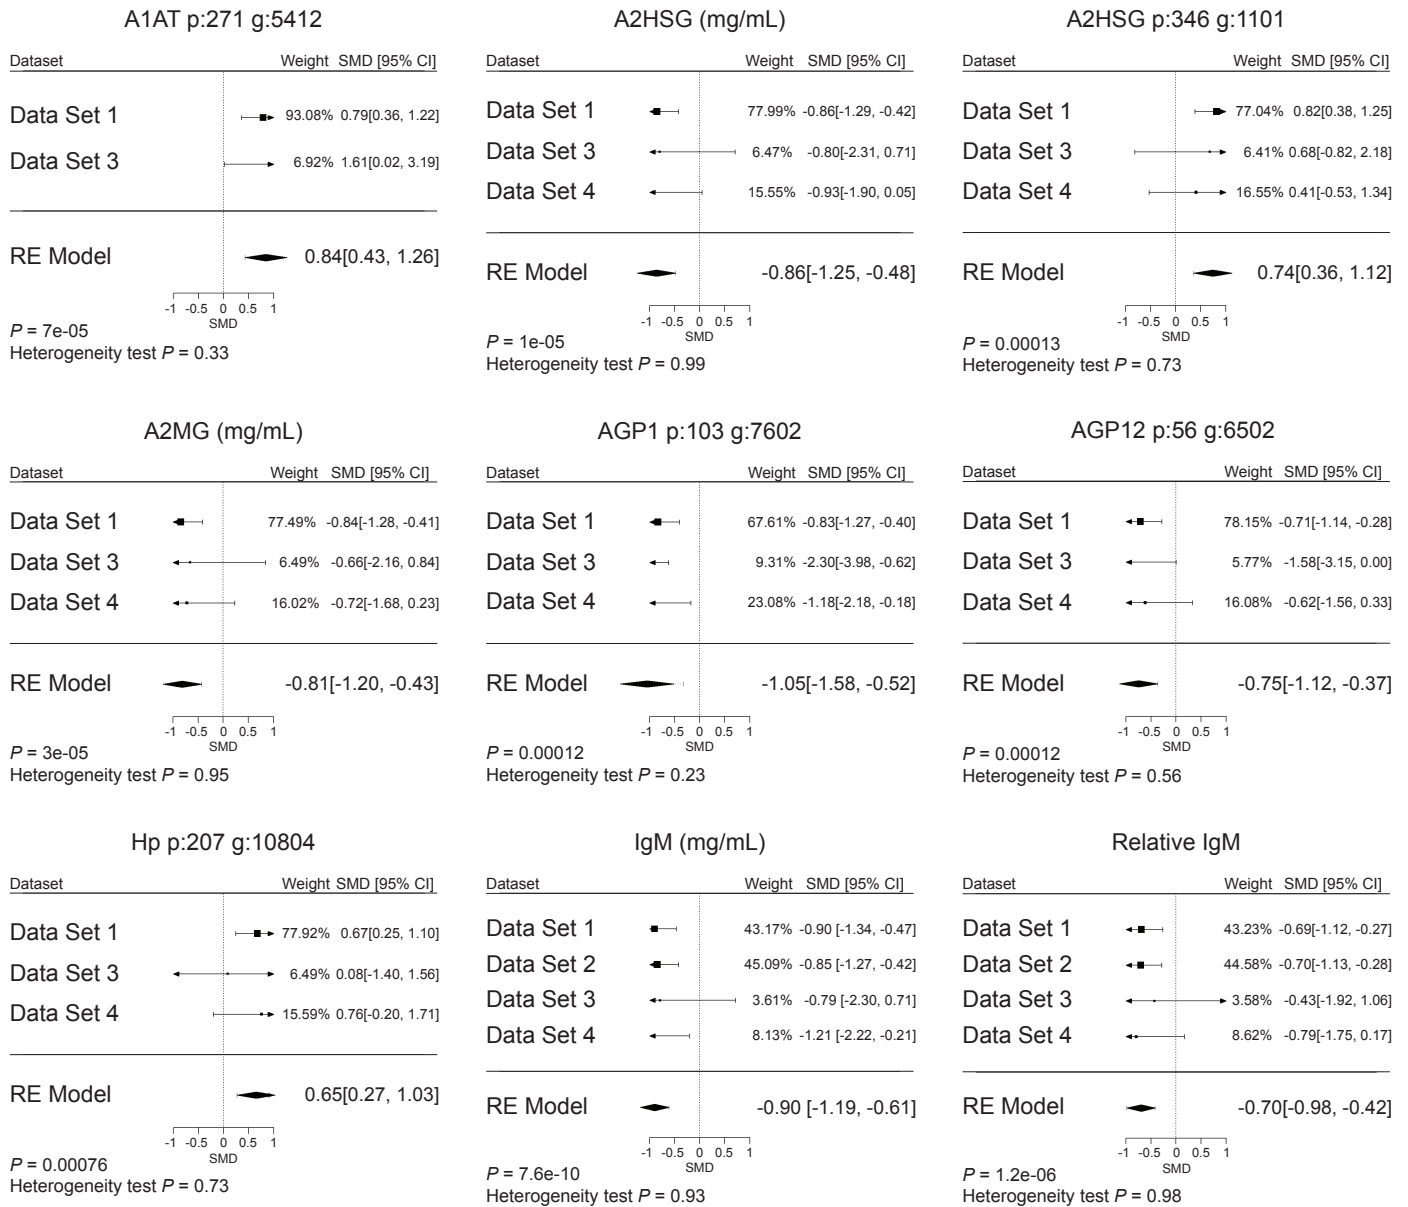 A1AT p:271 g:5412
Dataset Weight SMD [95% CI]
Data Set 1 93.08% 0.79[0.36, 1.22]
Data Set 3 6.92% 1.61[0.02, 3.19]
RE Model 0.84[0.43, 1.26]
-1 -0.5 0 0.5 1
SMD
P = 7e-05
Heterogeneity test P = 0.33
A2HSG (mg/mL)
Dataset Weight SMD [95% CI]
Data Set 1 77.99% -0.86[-1.29, -0.42]
Data Set 3 6.47% -0.80[-2.31, 0.71]
Data Set 4 15.55% -0.93[-1.90, 0.05]
RE Model -0.86[-1.25, -0.48]
-1 -0.5 0 0.5 1
SMD
P = 1e-05
Heterogeneity test P = 0.99
A2HSG p:346 g:1101
Dataset Weight SMD [95% CI]
Data Set 1 77.04% 0.82[0.38, 1.25]
Data Set 3 6.41% 0.68[-0.82, 2.18]
Data Set 4 16.55% 0.41[-0.53, 1.34]
RE Model 0.74[0.36, 1.12]
-1 -0.5 0 0.5 1
SMD
P = 0.00013
Heterogeneity test P = 0.73
A2MG (mg/mL)
Dataset Weight SMD [95% CI]
Data Set 1 77.49% -0.84[-1.28, -0.41]
Data Set 3 6.49% -0.66[-2.16, 0.84]
Data Set 4 16.02% -0.72[-1.68, 0.23]
RE Model -0.81[-1.20, -0.43]
-1 -0.5 0 0.5 1
SMD
P = 3e-05
Heterogeneity test P = 0.95
AGP1 p:103 g:7602
Dataset Weight SMD [95% CI]
Data Set 1 67.61% -0.83[-1.27, -0.40]
Data Set 3 9.31% -2.30[-3.98, -0.62]
Data Set 4 23.08% -1.18[-2.18, -0.18]
RE Model -1.05[-1.58, -0.52]
-1 -0.5 0 0.5 1
SMD
P = 0.00012
Heterogeneity test P = 0.23
AGP12 p:56 g:6502
Dataset Weight SMD [95% CI]
Data Set 1 78.15% -0.71[-1.14, -0.28]
Data Set 3 5.77% -1.58[-3.15, 0.00]
Data Set 4 16.08% -0.62[-1.56, 0.33]
RE Model -0.75[-1.12, -0.37]
-1 -0.5 0 0.5 1
SMD
P = 0.00012
Heterogeneity test P = 0.56
Hp p:207 g:10804
Dataset Weight SMD [95% CI]
Data Set 1 77.92% 0.67[0.25, 1.10]
Data Set 3 6.49% 0.08[-1.40, 1.56]
Data Set 4 15.59% 0.76[-0.20, 1.71]
RE Model 0.65[0.27, 1.03]
-1 -0.5 0 0.5 1
SMD
P = 0.00076
Heterogeneity test P = 0.73
IgM (mg/mL)
Dataset Weight SMD [95% CI]
Data Set 1 43.17% -0.90 [-1.34, -0.47]
Data Set 2 45.09% -0.85 [-1.27, -0.42]
Data Set 3 3.61% -0.79 [-2.30, 0.71]
Data Set 4 8.13% -1.21 [-2.22, -0.21]
RE Model -0.90 [-1.19, -0.61]
-1 -0.5 0 0.5 1
SMD
P = 7.6e-10
Heterogeneity test P = 0.93
Relative IgM
Dataset Weight SMD [95% CI]
Data Set 1 43.23% -0.69[-1.12, -0.27]
Data Set 2 44.58% -0.70[-1.13, -0.28]
Data Set 3 3.58% -0.43[-1.92, 1.06]
Data Set 4 8.62% -0.79[-1.75, 0.17]
RE Model -0.70[-0.98, -0.42]
-1 -0.5 0 0.5 1
SMD
P = 1.2e-06
Heterogeneity test P = 0.98